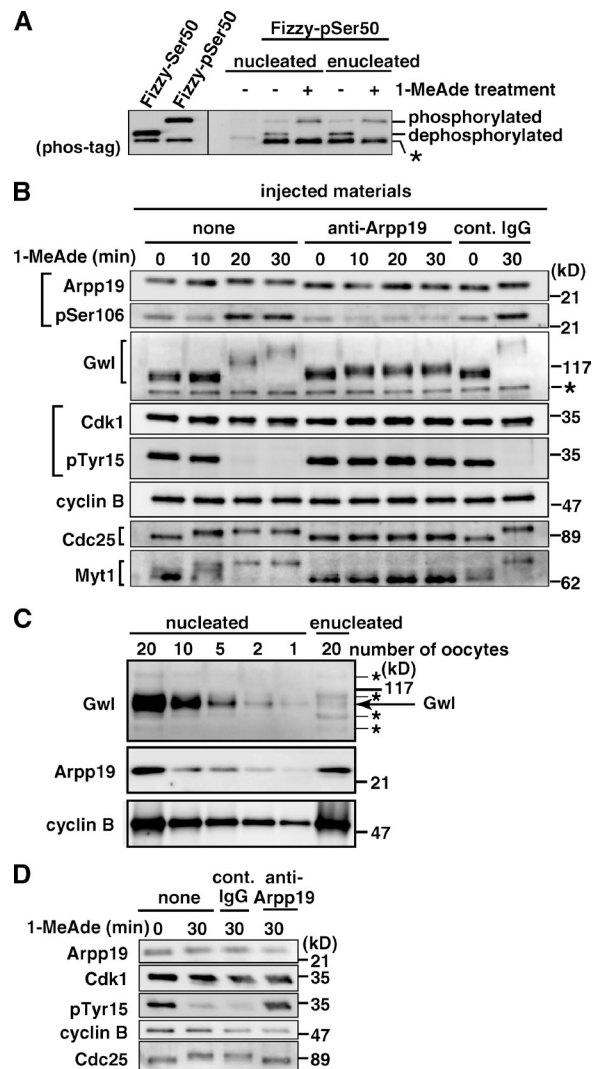 A
Fizzy-Ser50
Fizzy-pSer50
Fizzy-pSer50
nucleated enucleated
- - + - + 1-MeAde treatment
(phos-tag)
phosphorylated
dephosphorylated
*
B
injected materials
none anti-Arpp19 cont. IgG
1-MeAde (min) 0 10 20 30 0 10 20 30 0 30 (kD)
Arpp19
21
pSer106
21
Gwl
117
*
Cdk1 35
pTyr15 35
cyclin B 47
Cdc25 89
Myt1 62
C
nucleated enucleated
20 10 5 2 1 20 number of oocytes
(kD)
*
117
*
Gwl Gwl
*
*
Arpp19 21
cyclin B 47
D
none cont. IgG anti-Arpp19
1-MeAde (min) 0 30 30 30 (kD)
Arpp19 21
Cdk1 35
pTyr15 35
cyclin B 47
Cdc25 89